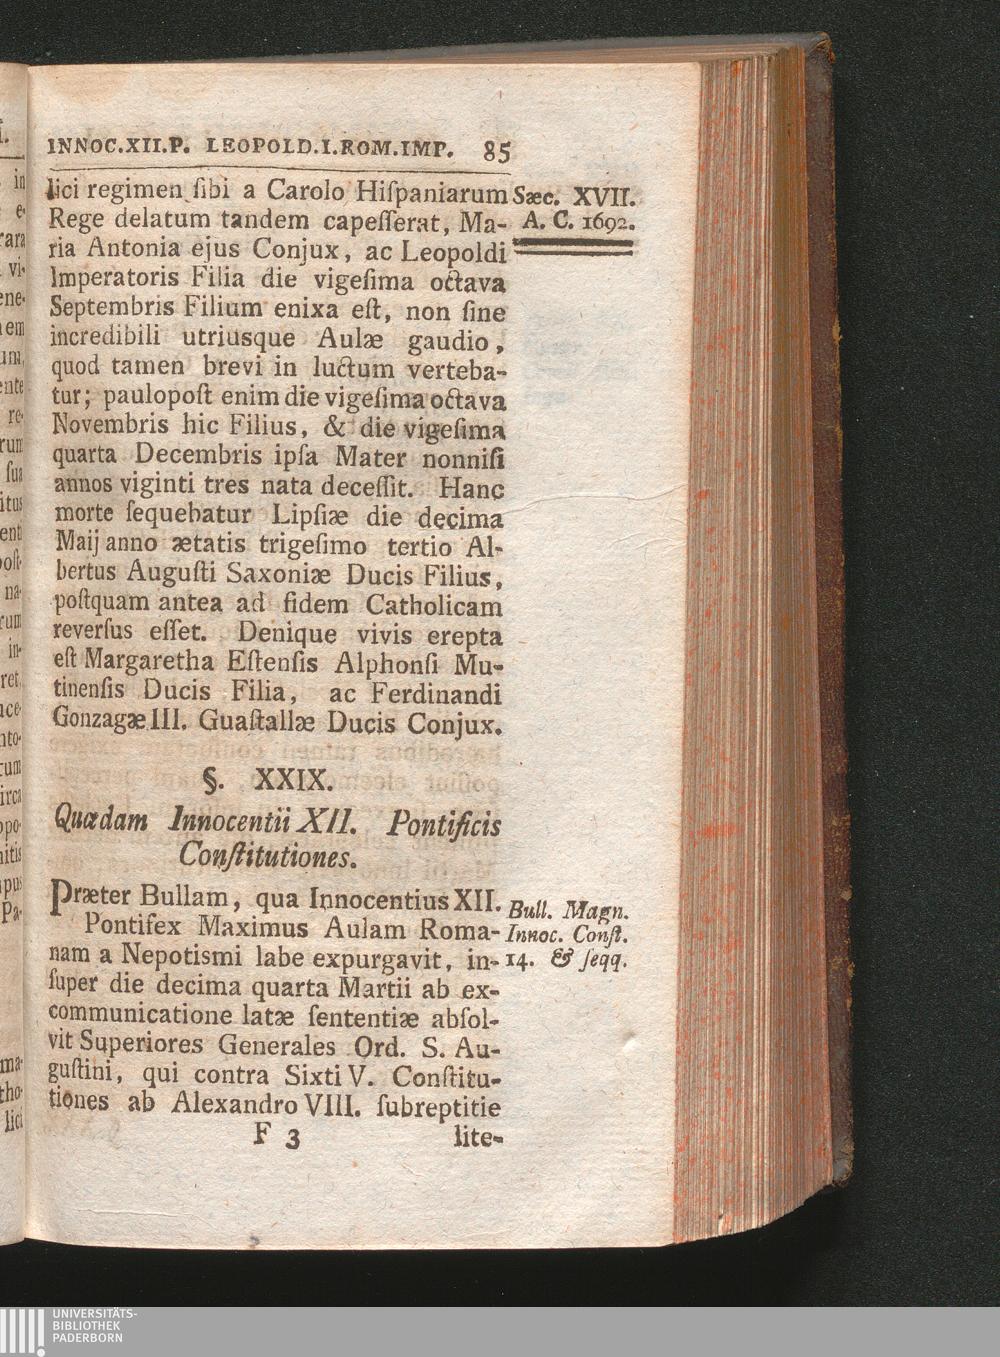 INNOC.XII.P. LEOPOLD.I.ROM.IMP. 85
lici regimen sibi a Carolo Hiſpaniarum
Rege delatum tandem capeſſerat, Ma-
ria Antonia ejus Conjux, ac Leopoldi
Imperatoris Filia die vigeſima octava
Septembris Filium enixa eſt, non ſine
incredibili utriusque Aulæ gaudio,
quod tamen brevi in luctum verteba-
tur; paulopoſt enim die vigeſima octava
Novembris hic Filius, & die vigeſima
quarta Decembris ipſa Mater nonniſi
annos viginti tres nata deceſſit. Hanc
morte ſequebatur Lipſiæ die decima
Maij anno ætatis trigeſimo tertio Al-
bertus Auguſti Saxoniæ Ducis Filius,
poſtquam antea ad fidem Catholicam
reverſus eſſet. Denique vivis erepta
eſt Margaretha Eſtenſis Alphonſi Mu-
tinenſis Ducis Filia, ac Ferdinandi
Gonzagæ III. Guaſtallæ Ducis Conjux.
Sæc. XVII.
A. C. 1692.
§. XXIX.
Quædam Innocentii XII. Pontificis
Conſtitutiones.
Præter Bullam, qua Innocentius XII.
Pontifex Maximus Aulam Roma-
nam a Nepotismi labe expurgavit, in-
ſuper die decima quarta Martii ab ex-
communicatione latæ ſententiæ abſol-
vit Superiores Generales Ord. S. Au-
guſtini, qui contra Sixti V. Conſtitu-
tiones ab Alexandro VIII. ſubreptitie
Bull. Magn.
Innoc. Conſt.
14. & ſeqq.
F 3 lite-
UNIVERSITÄTS-
BIBLIOTHEK
PADERBORN